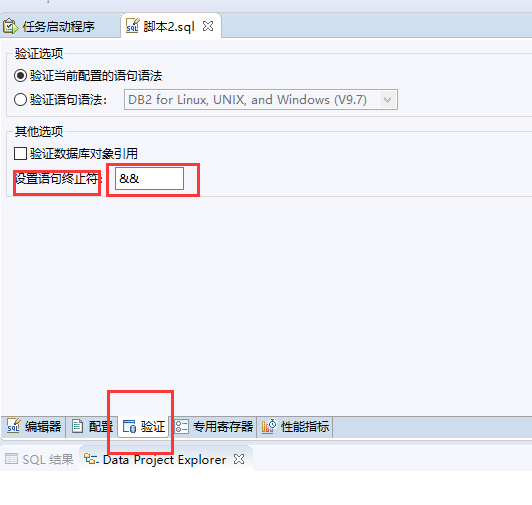 任务启动程序 脚本2.sql
验证选项
验证当前配置的语句语法
验证语句语法： DB2 for Linux, UNIX, and Windows (V9.7)
其他选项
验证数据库对象引用
设置语句终止符： &&
编辑器 配置 验证 专用寄存器 性能指标
SQL 结果 Data Project Explorer